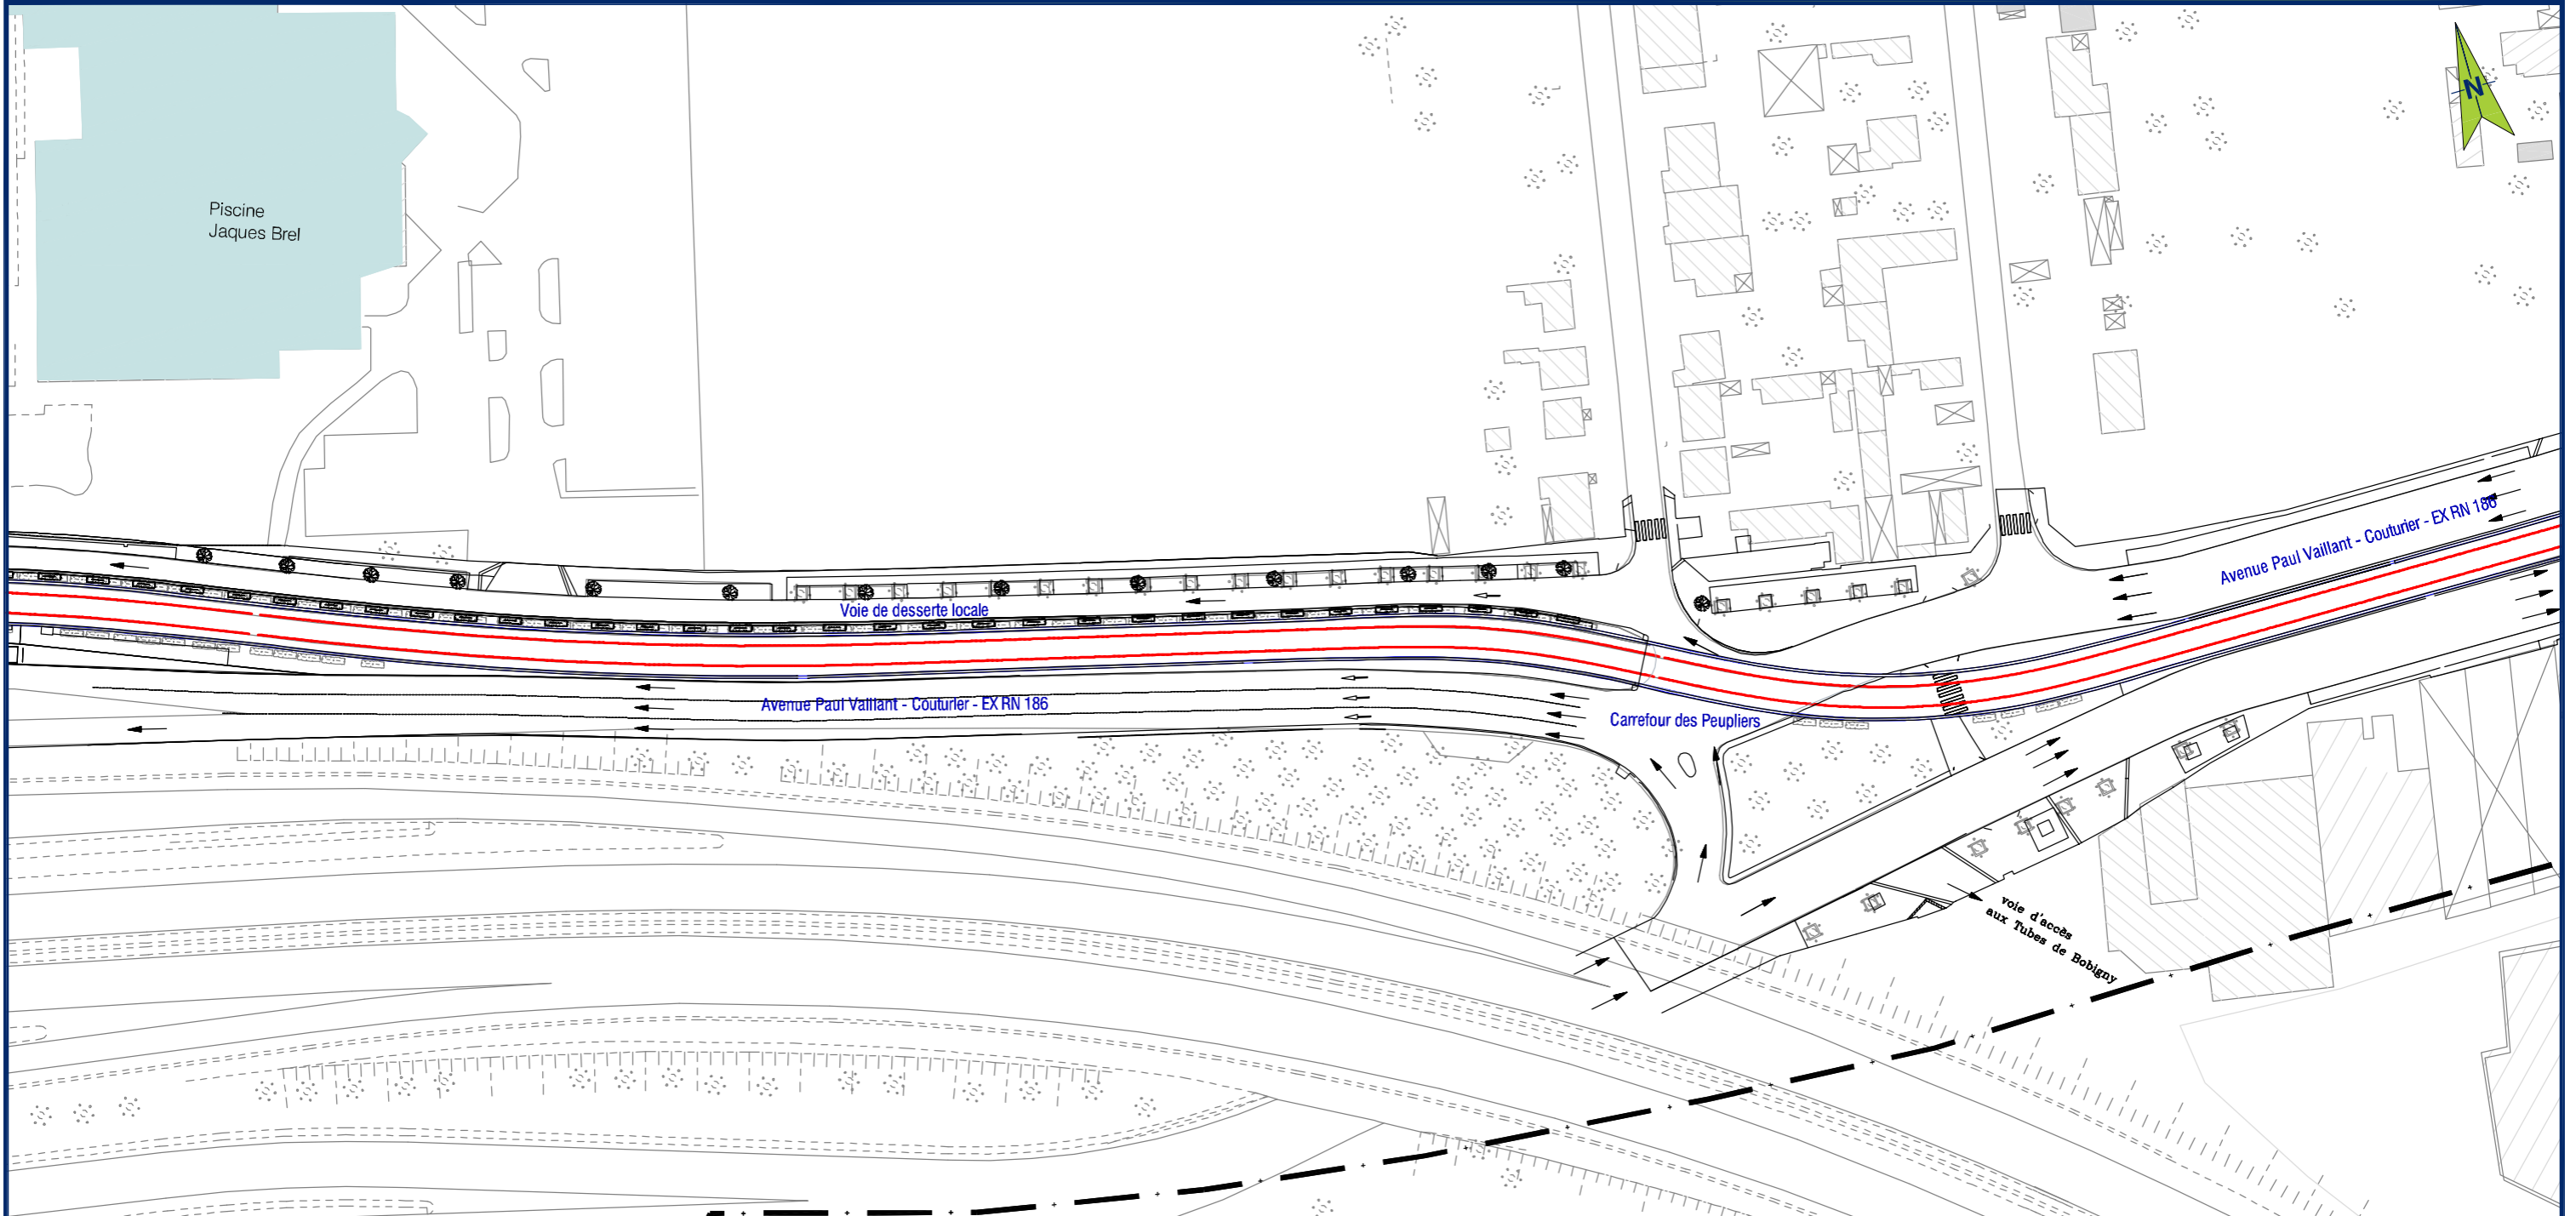 N
Piscine
Jaques Brel
Avenue Paul Vaillant - Couturier - EX RN 186
Voie de desserte locale
Avenue Paul Vaillant - Couturier - EX RN 186
Carrefour des Peupliers
voie d'accès
aux Tubes de Bobigny